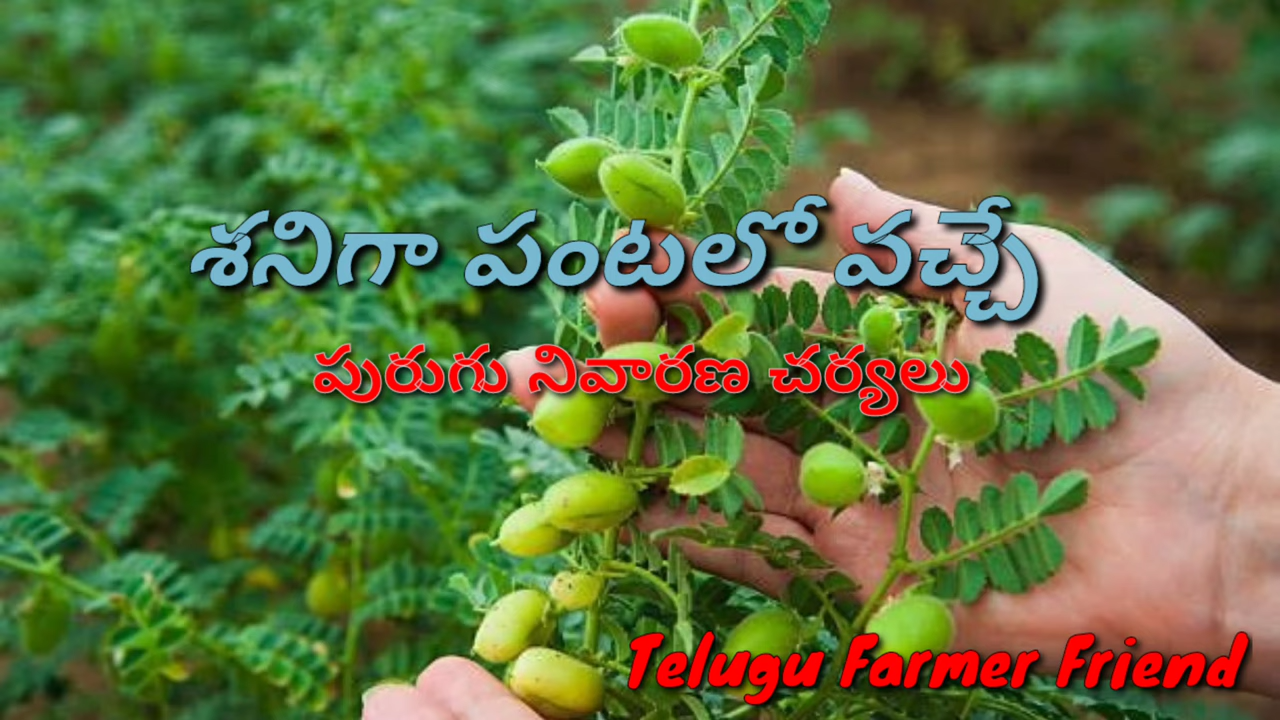 శనిగా పంటలో వచ్చే
పురుగు నివారణ చర్యలు
Telugu Farmer Friend